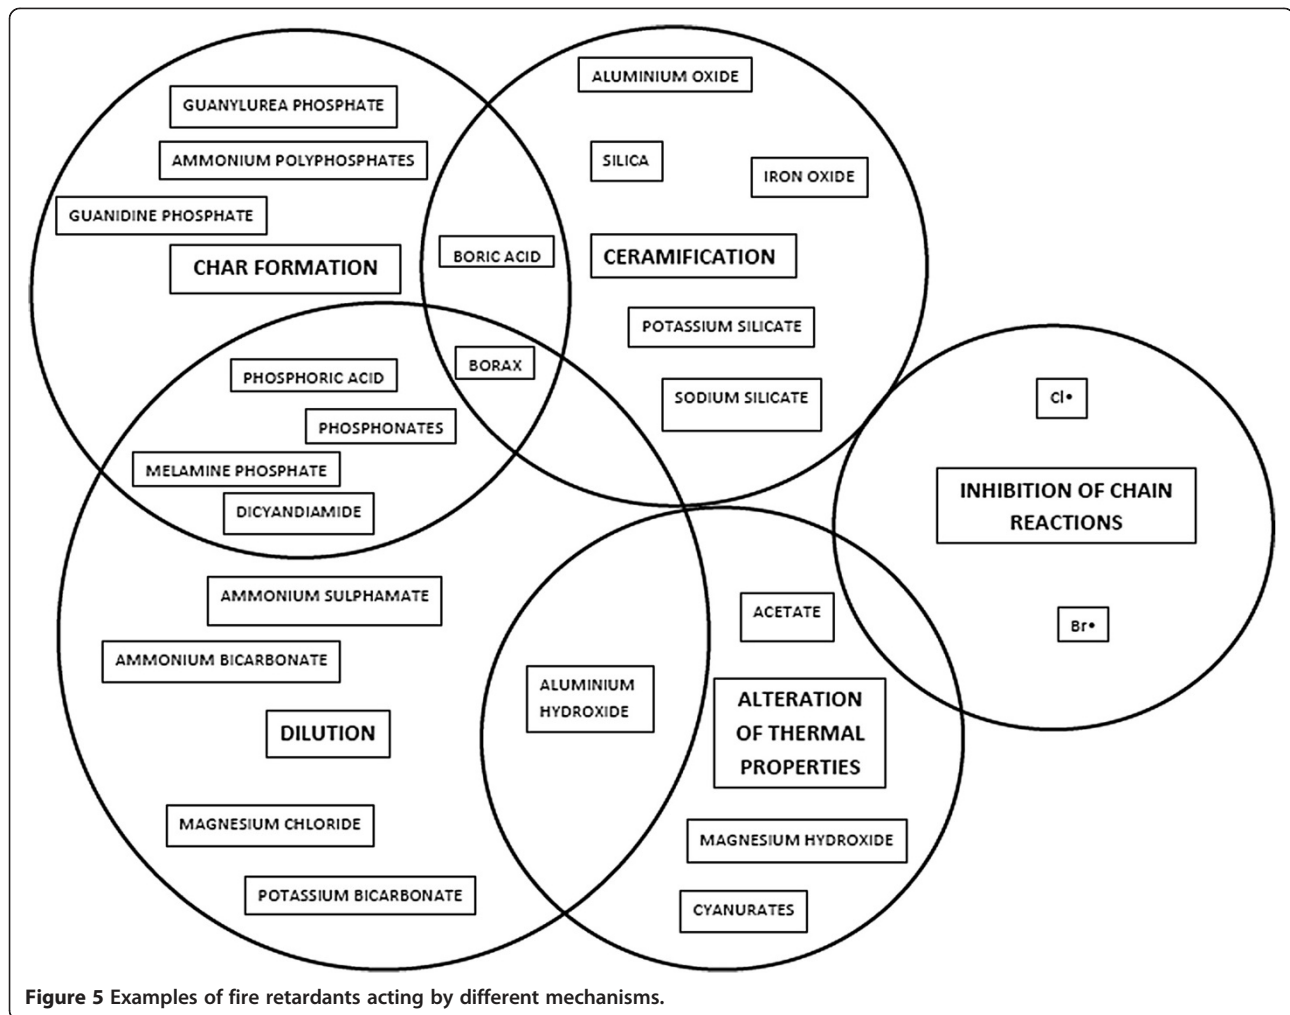 GUANYLUREA PHOSPHATE
AMMONIUM POLYPHOSPHATES
GUANIDINE PHOSPHATE
CHAR FORMATION
BORIC ACID
ALUMINIUM OXIDE
SILICA
IRON OXIDE
CERAMIFICATION
POTASSIUM SILICATE
SODIUM SILICATE
BORAX
PHOSPHORIC ACID
PHOSPHONATES
MELAMINE PHOSPHATE
DICYANDIAMIDE
Cl•
INHIBITION OF CHAIN
REACTIONS
Br•
AMMONIUM SULPHAMATE
AMMONIUM BICARBONATE
DILUTION
MAGNESIUM CHLORIDE
POTASSIUM BICARBONATE
ALUMINIUM
HYDROXIDE
ACETATE
ALTERATION
OF THERMAL
PROPERTIES
MAGNESIUM HYDROXIDE
CYANURATES
Figure 5 Examples of fire retardants acting by different mechanisms.